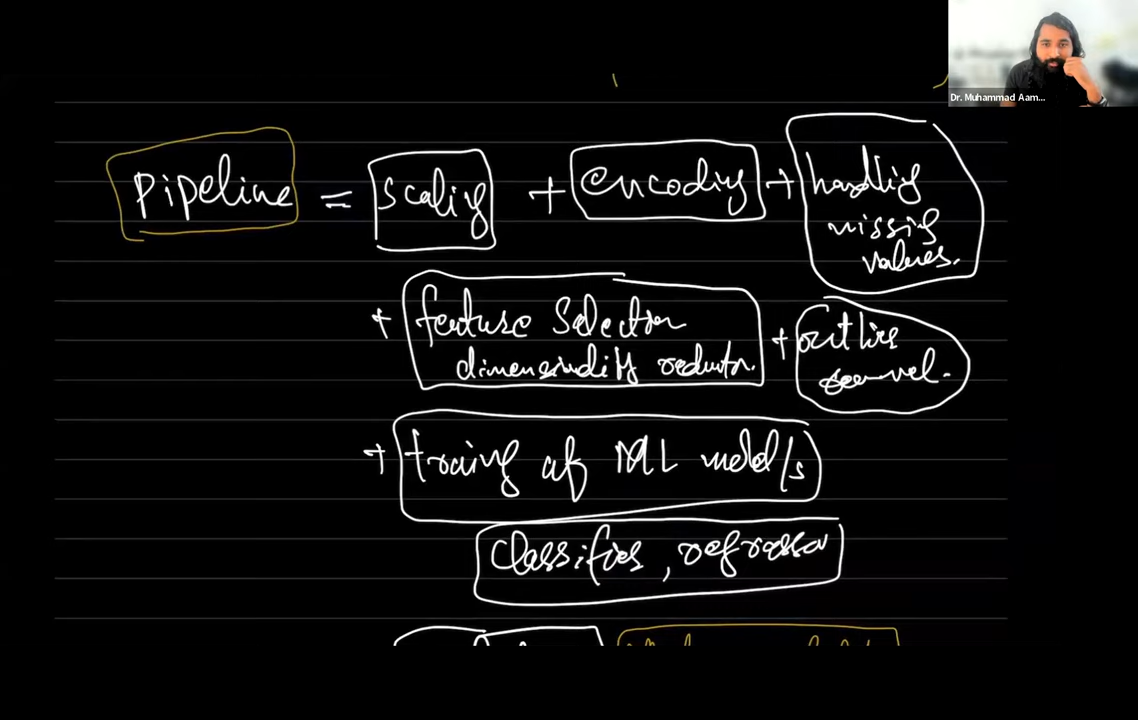 Dr. Muhammad Aam...
Pipeline = Scaling + encoding + handling missing values.
+ feature Selection dimensionality reduction. + outlier removal.
+ training of ML model/s
Classifier, regressor